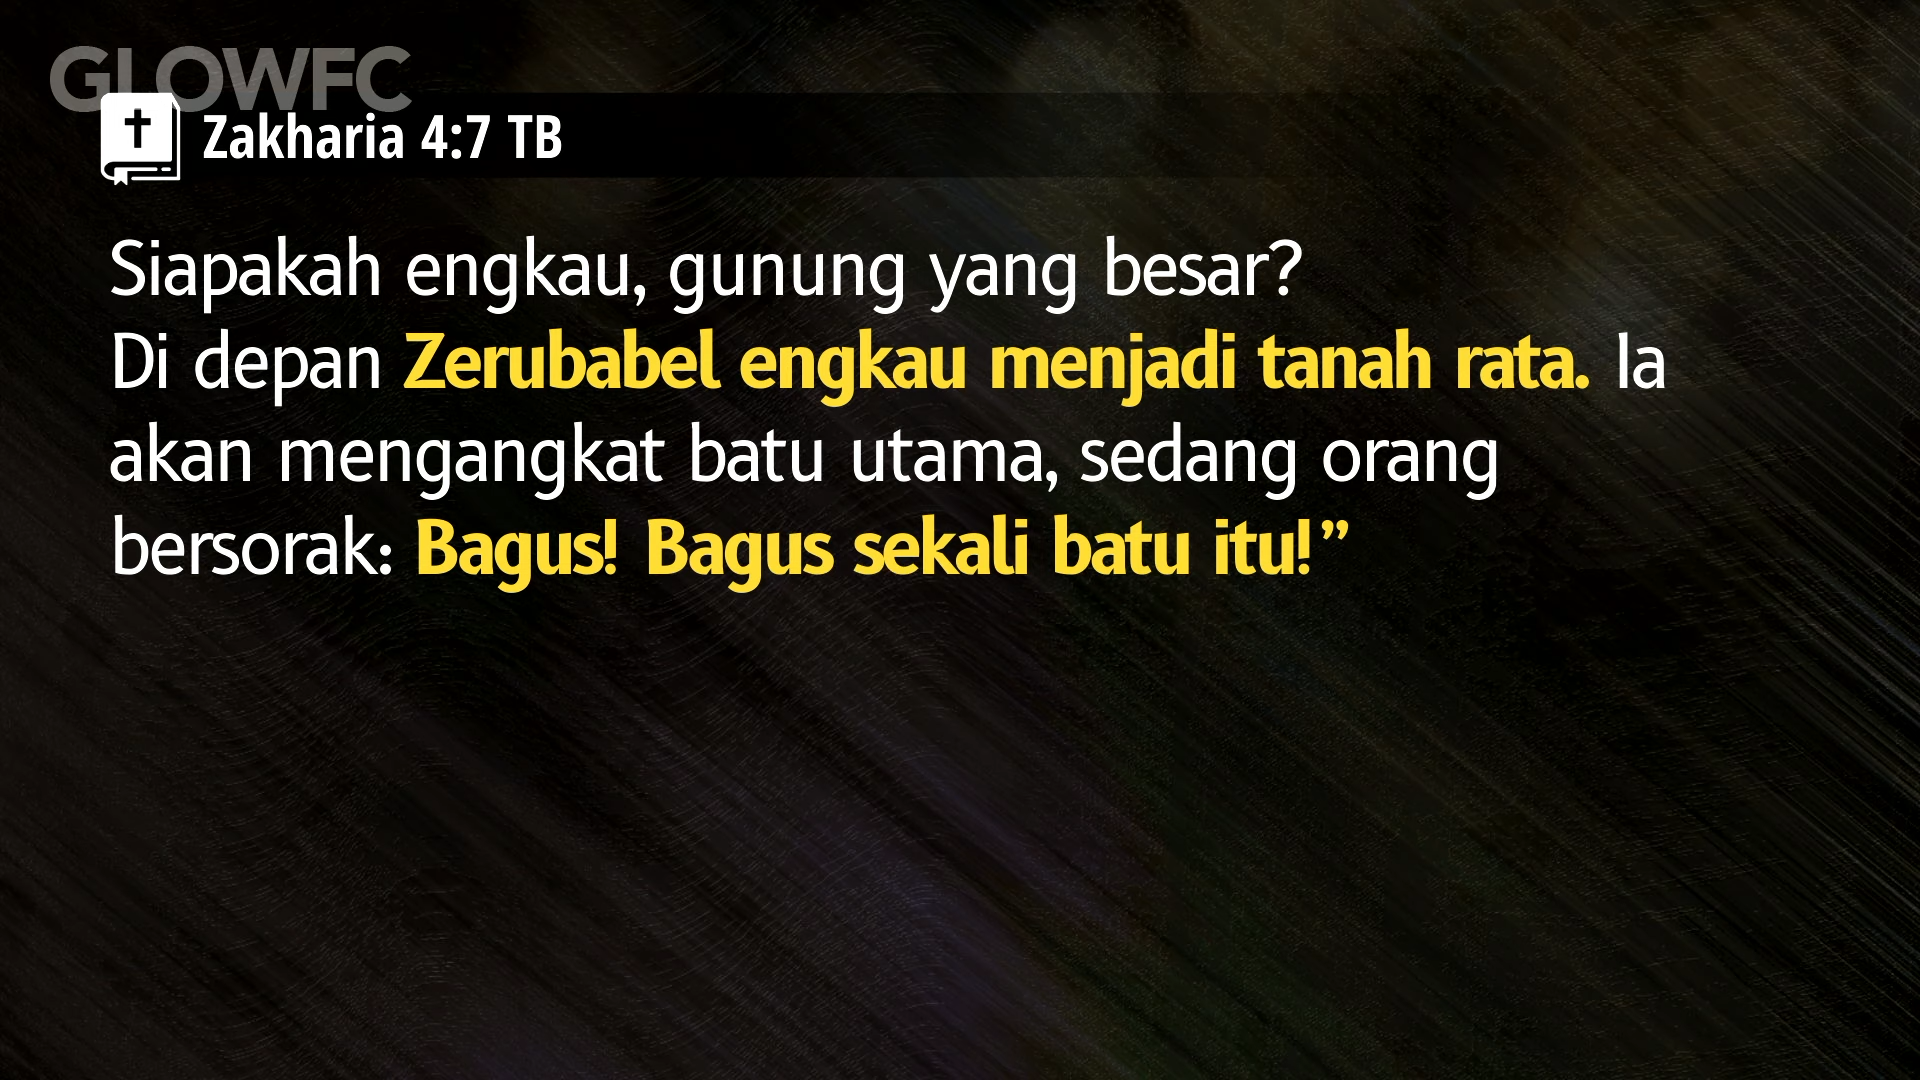 GLOWFC
Zakharia 4:7 TB
Siapakah engkau, gunung yang besar?
Di depan Zerubabel engkau menjadi tanah rata. Ia
akan mengangkat batu utama, sedang orang
bersorak: Bagus! Bagus sekali batu itu!”